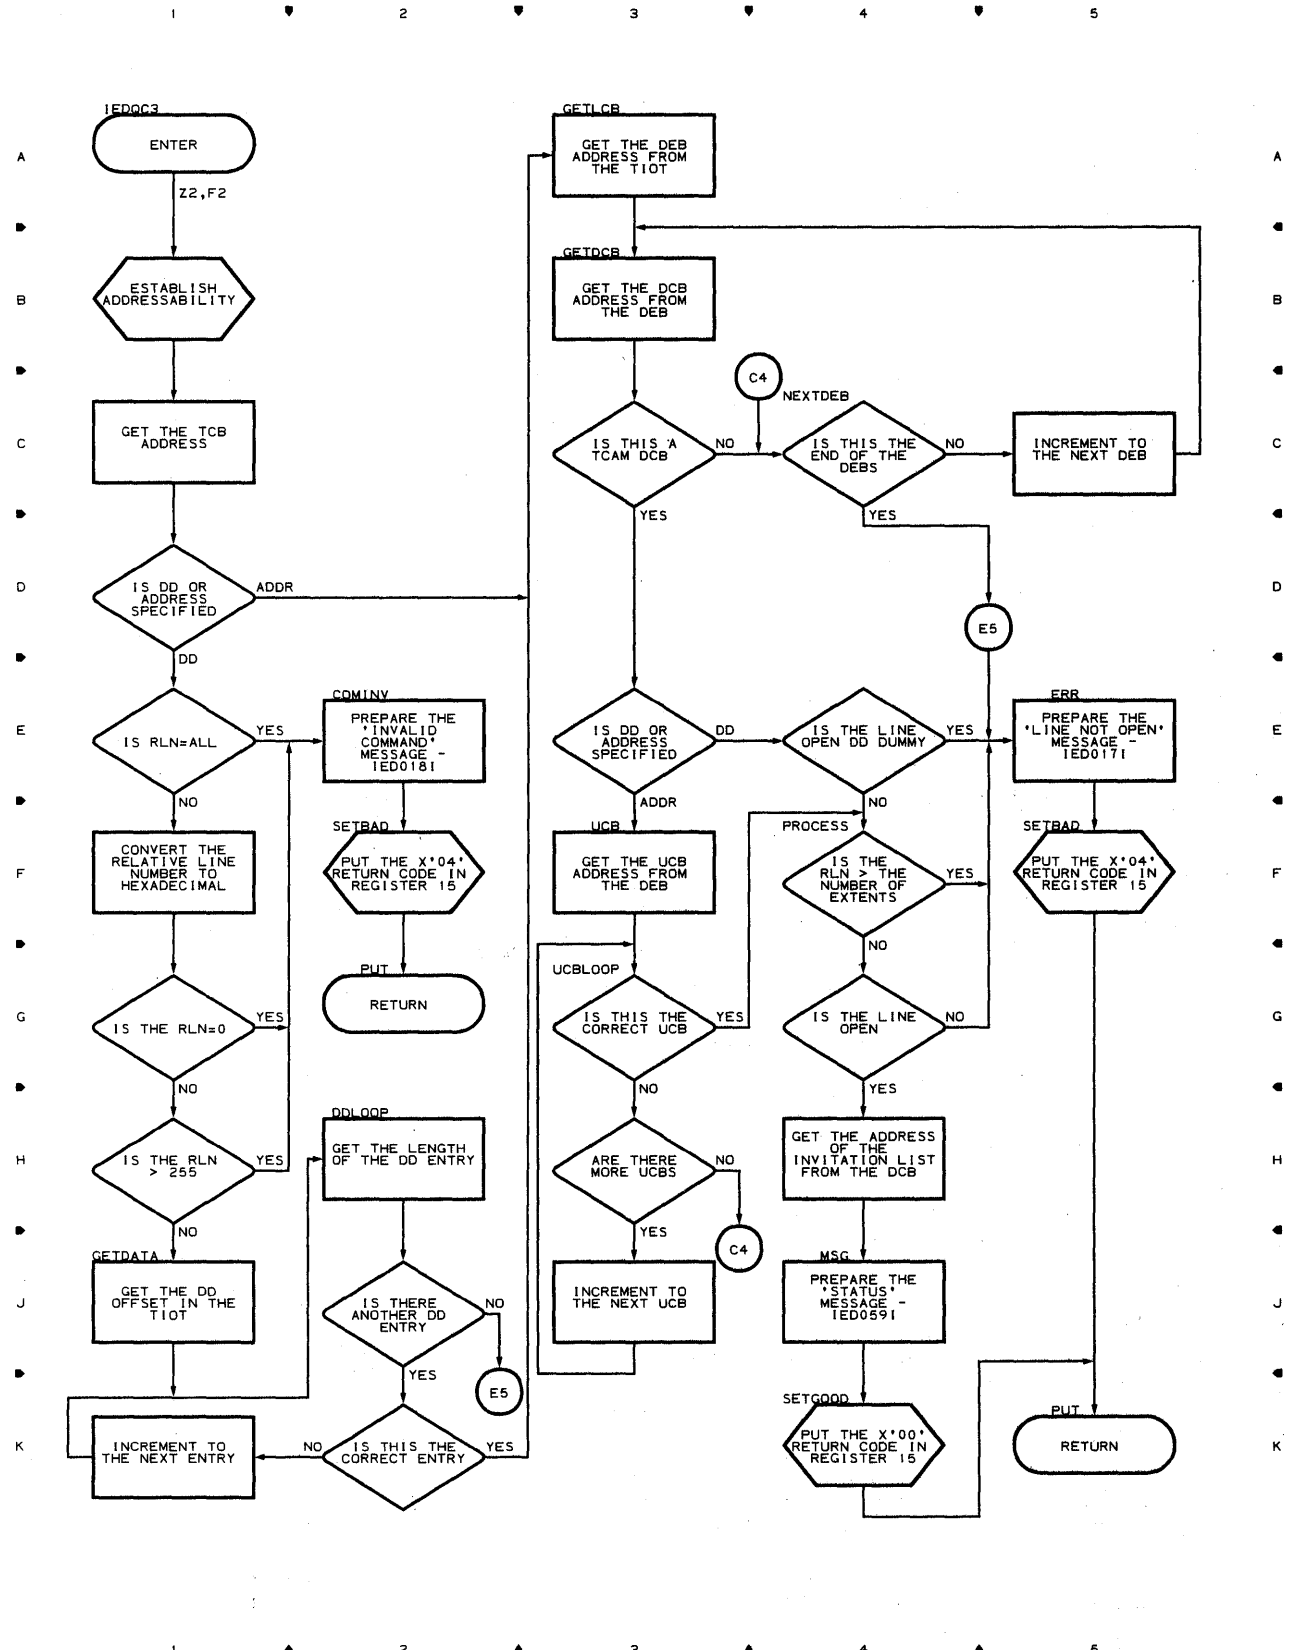 1 2 3 4 5
IEDQC3
ENTER
A
Z2,F2
ESTABLISH
ADDRESSABILITY
B
GET THE TCB
ADDRESS
C
IS DD OR
ADDRESS
SPECIFIED
ADDR
D
DD
IS RLN=ALL
YES
E
NO
CONVERT THE
RELATIVE LINE
NUMBER TO
HEXADECIMAL
F
IS THE RLN=0
YES
G
NO
IS THE RLN
> 255
YES
H
NO
GETDATA
GET THE DD
OFFSET IN THE
TIOT
J
INCREMENT TO
THE NEXT ENTRY
K
COMINV
PREPARE THE
'INVALID
COMMAND'
MESSAGE -
IED018I
SETBAD
PUT THE X'04'
RETURN CODE IN
REGISTER 15
PUT
RETURN
DDLOOP
GET THE LENGTH
OF THE DD ENTRY
IS THERE
ANOTHER DD
ENTRY
NO
E5
YES
IS THIS THE
CORRECT ENTRY
NO
YES
GETLCB
GET THE DEB
ADDRESS FROM
THE TIOT
GETDCB
GET THE DCB
ADDRESS FROM
THE DEB
IS THIS A
TCAM DCB
NO
YES
IS DD OR
ADDRESS
SPECIFIED
DD
ADDR
UCB
GET THE UCB
ADDRESS FROM
THE DEB
UCBLOOP
IS THIS THE
CORRECT UCB
YES
NO
ARE THERE
MORE UCBS
NO
C4
YES
INCREMENT TO
THE NEXT UCB
C4
NEXTDEB
IS THIS THE
END OF THE
DEBS
NO
YES
E5
IS THE LINE
OPEN DD DUMMY
YES
NO
PROCESS
IS THE
RLN > THE
NUMBER OF
EXTENTS
YES
NO
IS THE LINE
OPEN
NO
YES
GET THE ADDRESS
OF THE
INVITATION LIST
FROM THE DCB
MSG
PREPARE THE
'STATUS'
MESSAGE -
IED059I
SETGOOD
PUT THE X'00'
RETURN CODE IN
REGISTER 15
INCREMENT TO
THE NEXT DEB
ERR
PREPARE THE
'LINE NOT OPEN'
MESSAGE -
IED017I
SETBAD
PUT THE X'04'
RETURN CODE IN
REGISTER 15
PUT
RETURN
A
B
C
D
E
F
G
H
J
K
1 2 3 4 5